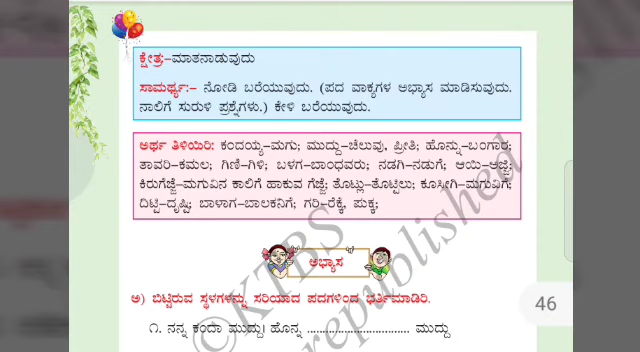 ಕ್ಷೇತ್ರ:–ಮಾತನಾಡುವುದು
ಸಾಮರ್ಥ್ಯ:– ನೋಡಿ ಬರೆಯುವುದು. (ಪದ ವಾಕ್ಯಗಳ ಅಭ್ಯಾಸ ಮಾಡಿಸುವುದು.
ನಾಲಿಗೆ ಸುರುಳಿ ಪ್ರಶ್ನೆಗಳು.) ಕೇಳಿ ಬರೆಯುವುದು.
ಅರ್ಥ ತಿಳಿಯಿರಿ: ಕಂದಯ್ಯ–ಮಗು; ಮುದ್ದು–ಚೆಲುವು, ಪ್ರೀತಿ; ಹೊನ್ನು–ಬಂಗಾರ;
ತಾವರಿ–ಕಮಲ; ಗಿಣಿ–ಗಿಳಿ; ಬಳಗ–ಬಾಂಧವರು; ನಡಗಿ–ನಡುಗೆ; ಆಯಿ–ಅಜ್ಜಿ;
ಕಿರುಗೆಜ್ಜೆ–ಮಗುವಿನ ಕಾಲಿಗೆ ಹಾಕುವ ಗೆಜ್ಜೆ; ತೊಟ್ಲು–ತೊಟ್ಟಿಲು; ಕೂಸೀಗಿ–ಮಗುವಿಗೆ;
ದಿಟ್ಟಿ–ದೃಷ್ಟಿ; ಬಾಳಾಗ–ಬಾಲಕನಿಗೆ; ಗರಿ–ರೆಕ್ಕೆ, ಪುಕ್ಕ;
ಅಭ್ಯಾಸ
ಅ) ಬಿಟ್ಟಿರುವ ಸ್ಥಳಗಳನ್ನು ಸರಿಯಾದ ಪದಗಳಿಂದ ಭರ್ತಿಮಾಡಿರಿ.
46
೧. ನನ್ನ ಕಂದಾ ಮುದ್ದು। ಹೊನ್ನ ................................ ಮುದ್ದು
©KTBS
republished